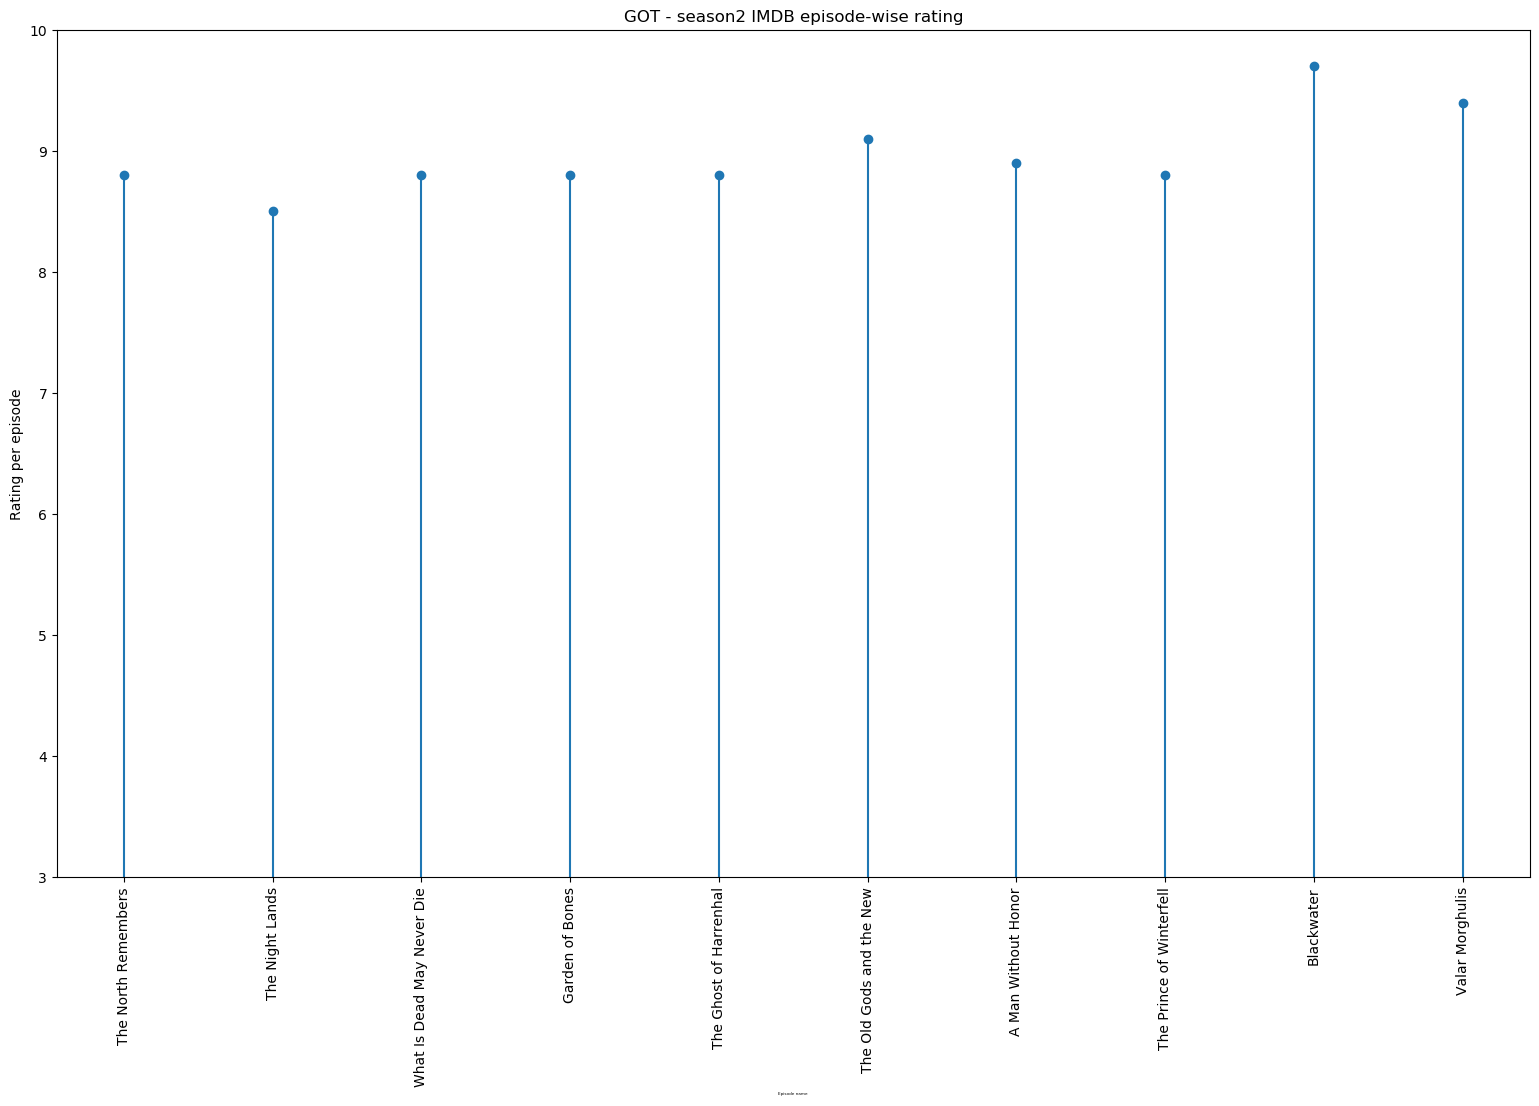 GOT - season2 IMDB episode-wise rating
10
9
8
7
6
5
4
3
Rating per episode
The North Remembers
The Night Lands
What Is Dead May Never Die
Garden of Bones
The Ghost of Harrenhal
The Old Gods and the New
A Man Without Honor
The Prince of Winterfell
Blackwater
Valar Morghulis
Episode name